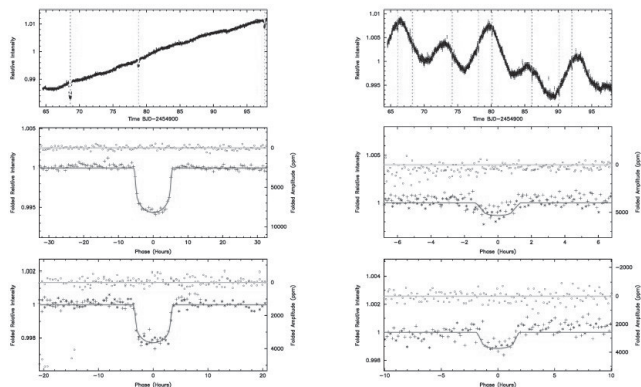 1.01
1
0.99
Relative Intensity
65 70 75 80 85 90 95
Time BJD-2454900
1.01
1.005
1
0.995
Relative Intensity
65 70 75 80 85 90 95
Time BJD-2454900
1.005
1
0.995
Folded Relative Intensity
0
5000
10000
Folded Amplitude (ppm)
-30 -20 -10 0 10 20 30
Phase (Hours)
1.005
1
Folded Relative Intensity
0
5000
Folded Amplitude (ppm)
-6 -4 -2 0 2 4 6
Phase (Hours)
1.002
1
0.998
Folded Relative Intensity
0
2000
4000
Folded Amplitude (ppm)
-20 -10 0 10 20
Phase (Hours)
1.004
1.002
1
0.998
Folded Relative Intensity
-2000
0
2000
4000
Folded Amplitude (ppm)
-10 -5 0 5 10
Phase (Hours)